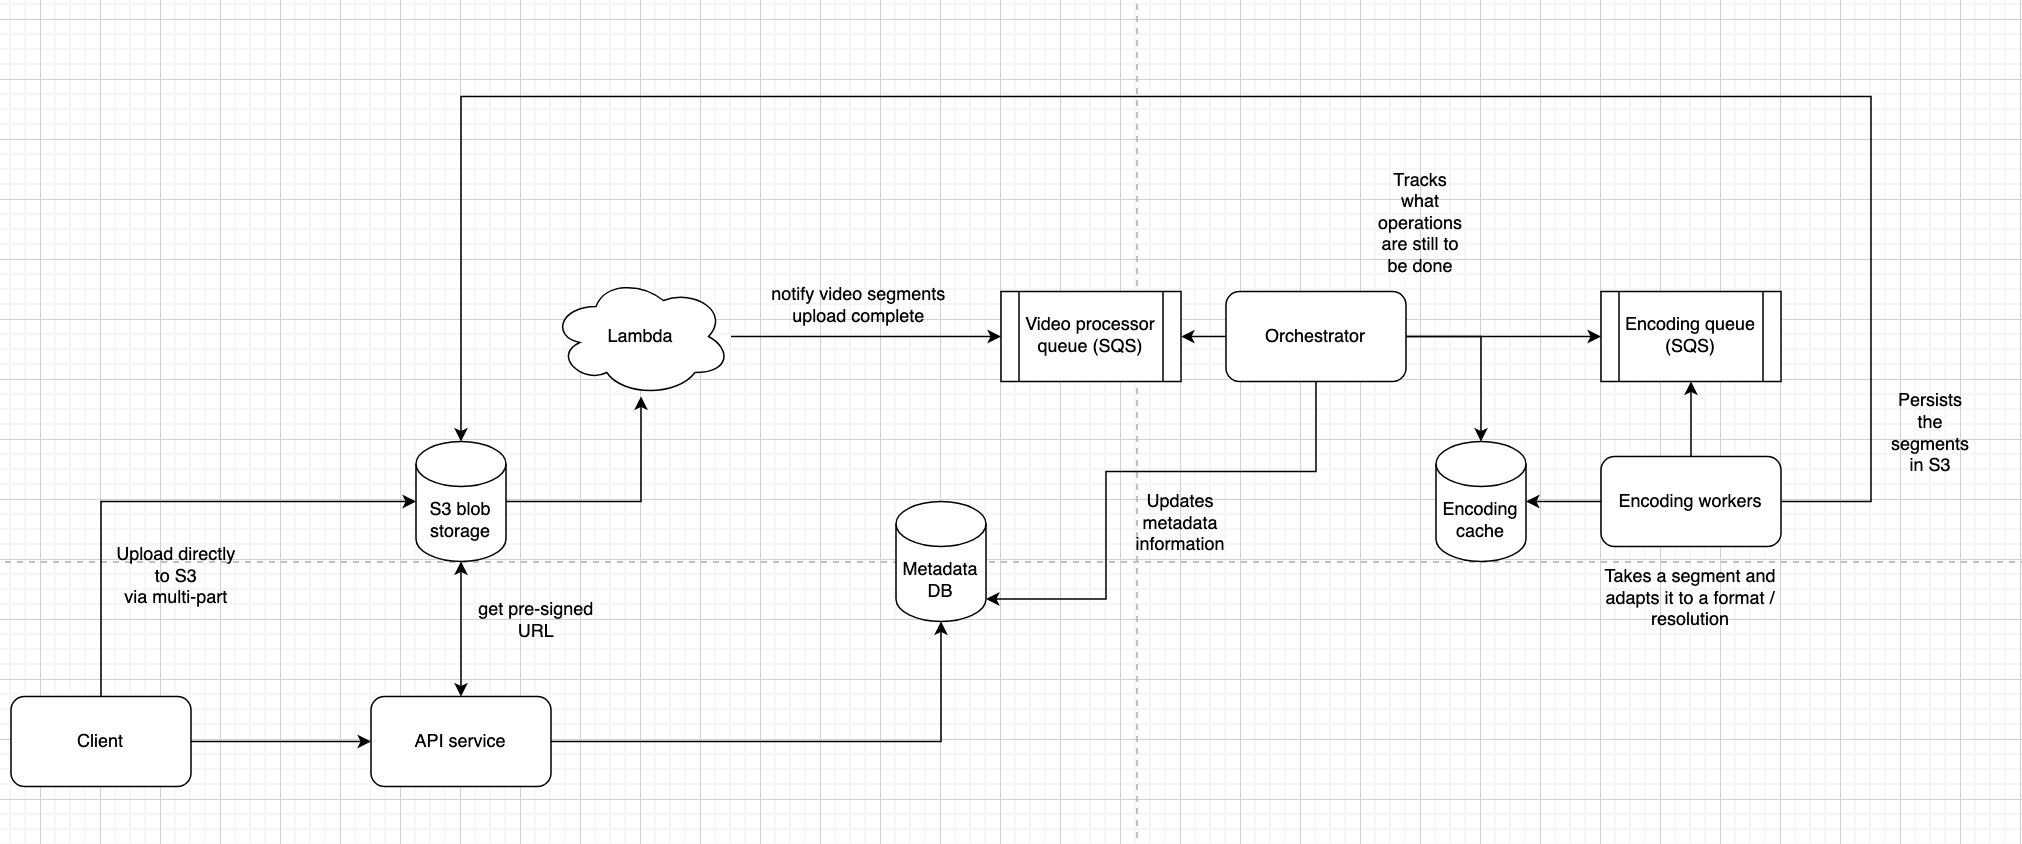 Tracks
what
operations
are still to
be done
notify video segments
upload complete
Lambda
Video processor
queue (SQS)
Orchestrator
Encoding queue
(SQS)
Persists
the
segments
in S3
S3 blob
storage
Updates
metadata
information
Encoding
cache
Encoding workers
Upload directly
to S3
via multi-part
Metadata
DB
Takes a segment and
adapts it to a format /
resolution
get pre-signed
URL
Client
API service